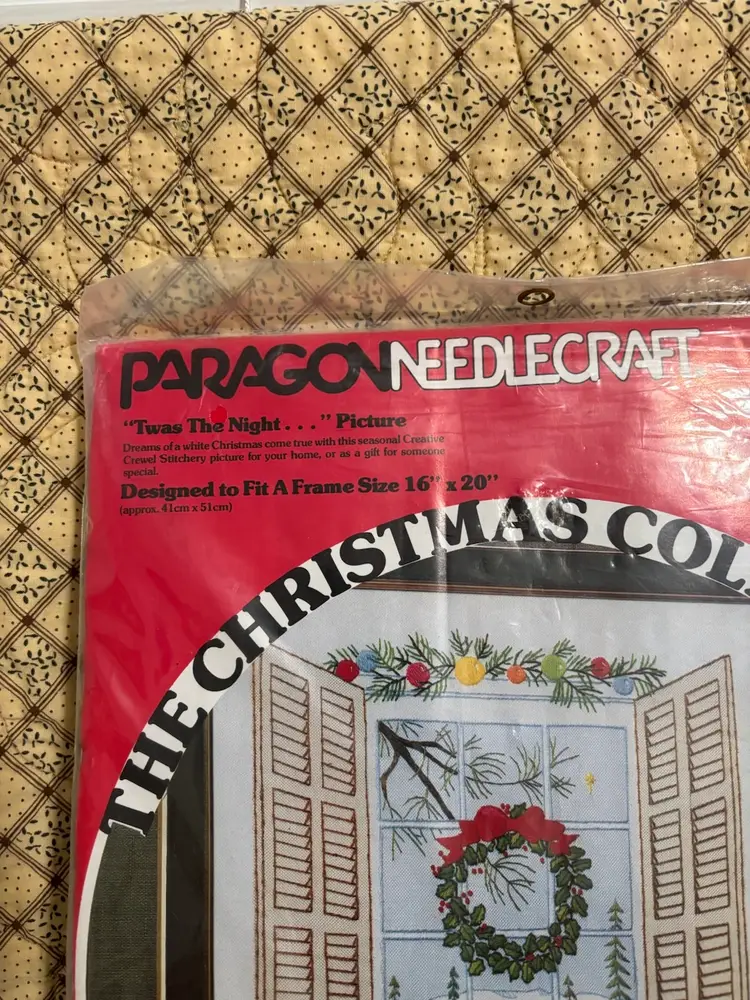 PARAGON NEEDLECRAFT
“Twas The Night . . .” Picture
Dreams of a white Christmas come true with this seasonal Creative
Crewel Stitchery picture for your home, or as a gift for someone
special.
Designed to Fit A Frame Size 16” x 20”
(approx. 41cm x 51cm)
THE CHRISTMAS COL